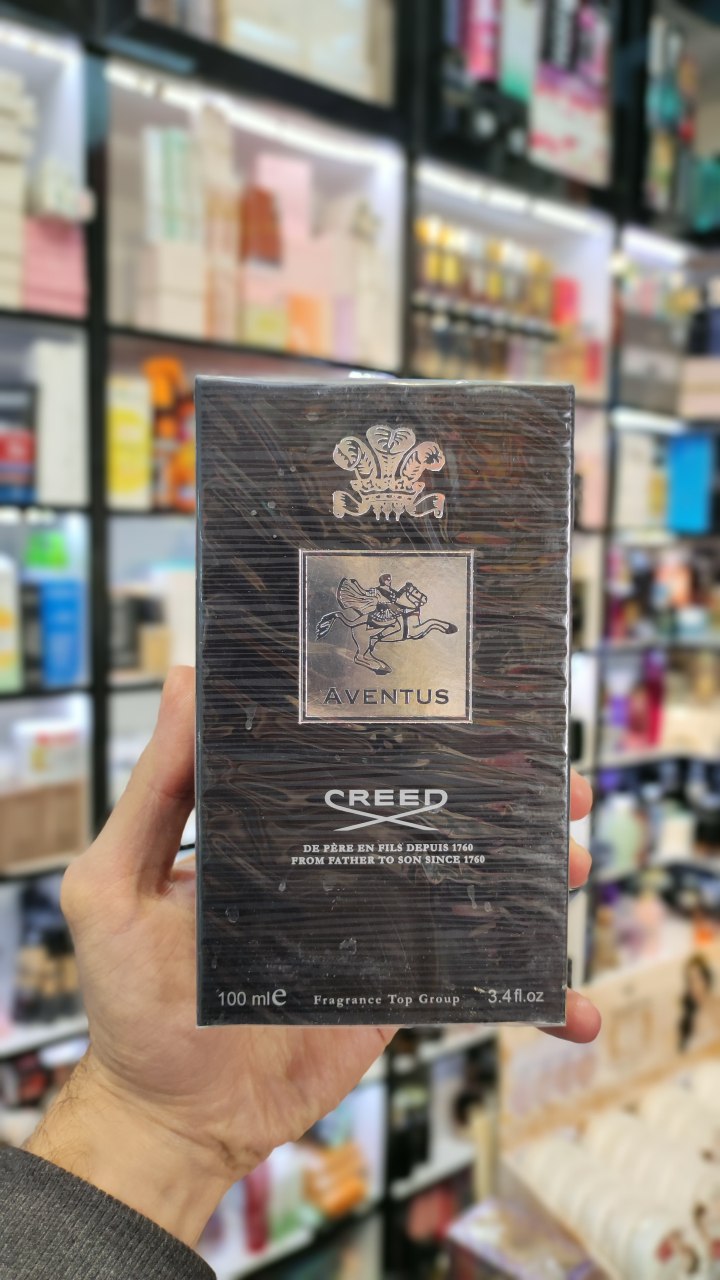 AVENTUS
CREED
DE PÈRE EN FILS DEPUIS 1760
FROM FATHER TO SON SINCE 1760
100 ml e Fragrance Top Group 3.4 fl.oz